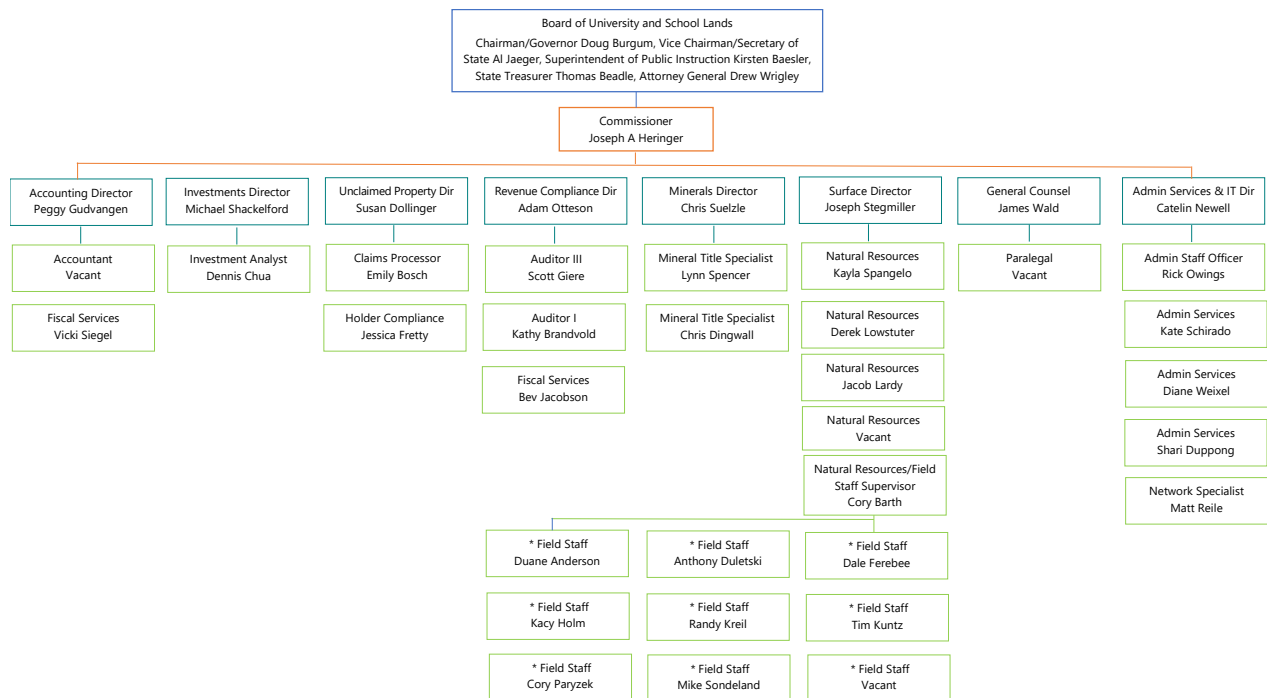 Board of University and School Lands
Chairman/Governor Doug Burgum, Vice Chairman/Secretary of
State Al Jaeger, Superintendent of Public Instruction Kirsten Baesler,
State Treasurer Thomas Beadle, Attorney General Drew Wrigley
Commissioner
Joseph A Heringer
Accounting Director
Peggy Gudvangen
Accountant
Vacant
Fiscal Services
Vicki Siegel
Investments Director
Michael Shackelford
Investment Analyst
Dennis Chua
Unclaimed Property Dir
Susan Dollinger
Claims Processor
Emily Bosch
Holder Compliance
Jessica Fretty
Revenue Compliance Dir
Adam Otteson
Auditor III
Scott Giere
Auditor I
Kathy Brandvold
Fiscal Services
Bev Jacobson
Minerals Director
Chris Suelzle
Mineral Title Specialist
Lynn Spencer
Mineral Title Specialist
Chris Dingwall
Surface Director
Joseph Stegmiller
Natural Resources
Kayla Spangelo
Natural Resources
Derek Lowstuter
Natural Resources
Jacob Lardy
Natural Resources
Vacant
Natural Resources/Field
Staff Supervisor
Cory Barth
* Field Staff
Duane Anderson
* Field Staff
Anthony Duletski
* Field Staff
Dale Ferebee
* Field Staff
Kacy Holm
* Field Staff
Randy Kreil
* Field Staff
Tim Kuntz
* Field Staff
Cory Paryzek
* Field Staff
Mike Sondeland
* Field Staff
Vacant
General Counsel
James Wald
Paralegal
Vacant
Admin Services & IT Dir
Catelin Newell
Admin Staff Officer
Rick Owings
Admin Services
Kate Schirado
Admin Services
Diane Weixel
Admin Services
Shari Duppong
Network Specialist
Matt Reile